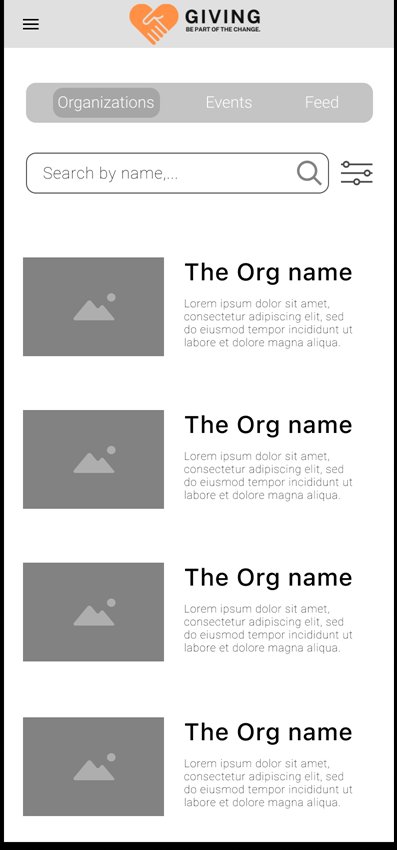 GIVING
BE PART OF THE CHANGE.
Organizations Events Feed
Search by name,...
The Org name
Lorem ipsum dolor sit amet,
consectetur adipiscing elit, sed
do eiusmod tempor incididunt ut
labore et dolore magna aliqua.
The Org name
Lorem ipsum dolor sit amet,
consectetur adipiscing elit, sed
do eiusmod tempor incididunt ut
labore et dolore magna aliqua.
The Org name
Lorem ipsum dolor sit amet,
consectetur adipiscing elit, sed
do eiusmod tempor incididunt ut
labore et dolore magna aliqua.
The Org name
Lorem ipsum dolor sit amet,
consectetur adipiscing elit, sed
do eiusmod tempor incididunt ut
labore et dolore magna aliqua.